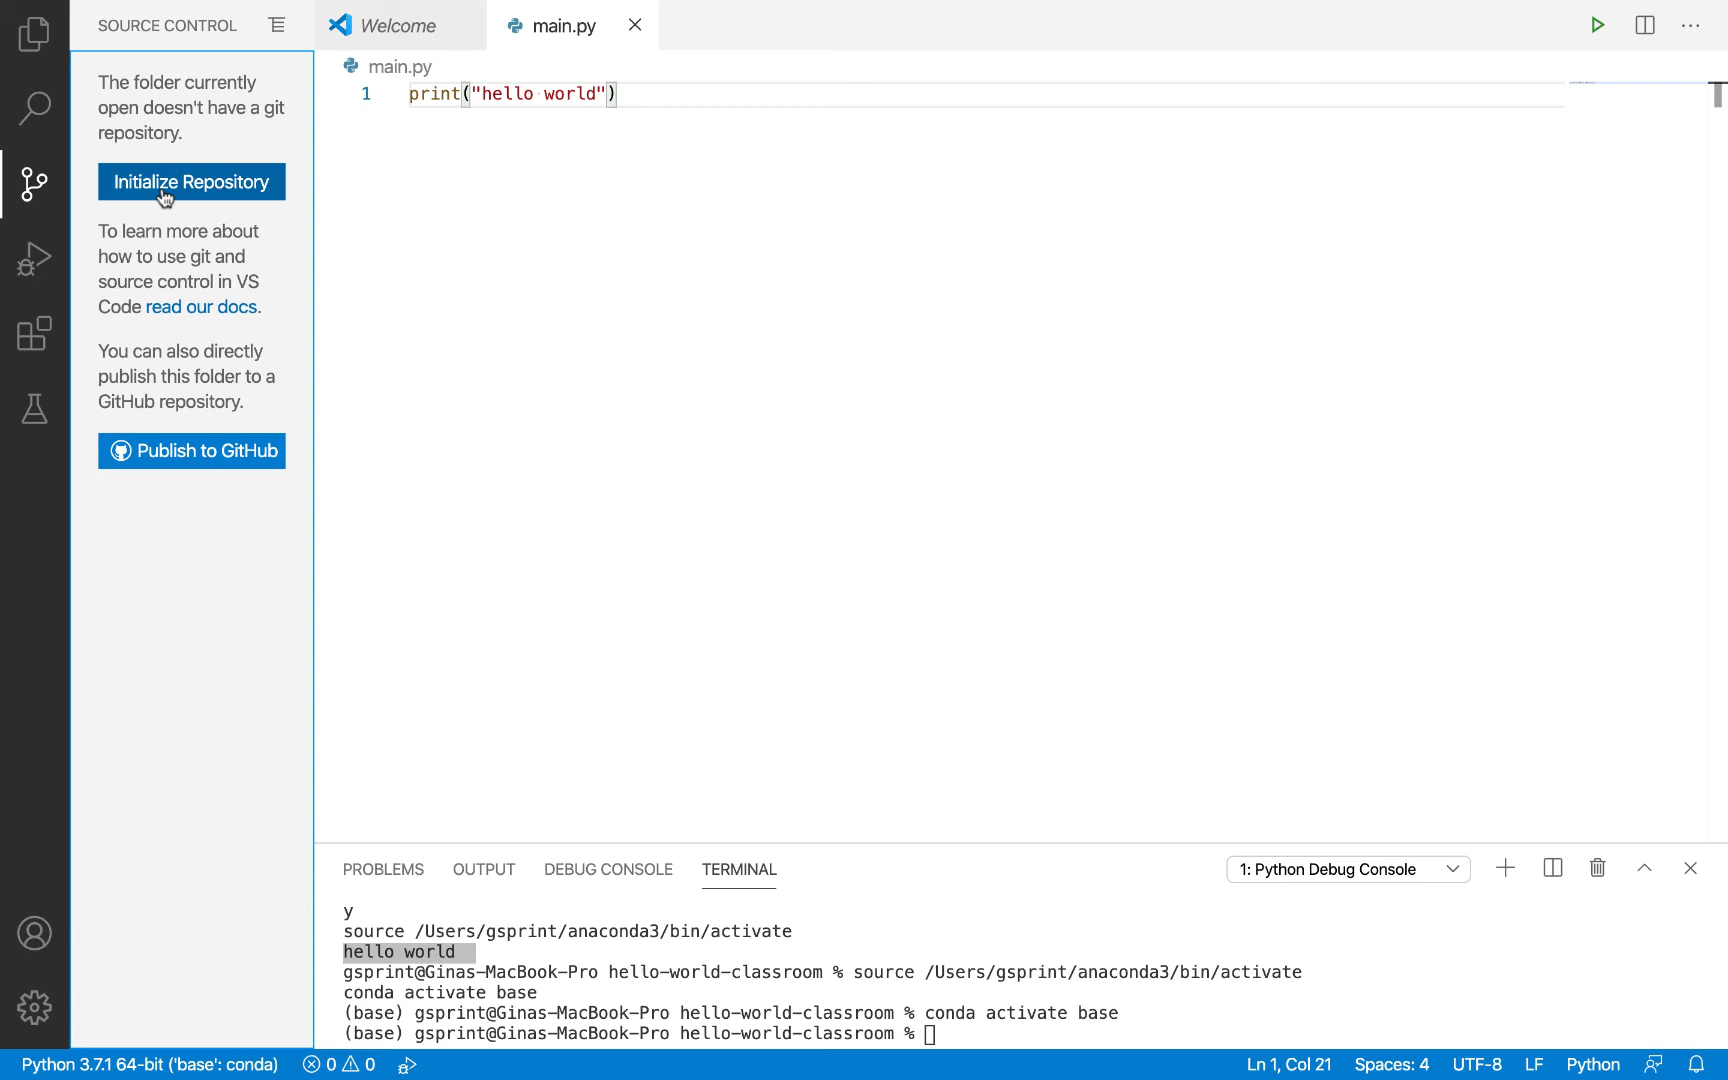 SOURCE CONTROL
Welcome
main.py
The folder currently
open doesn't have a git
repository.
Initialize Repository
To learn more about
how to use git and
source control in VS
Code read our docs.
You can also directly
publish this folder to a
GitHub repository.
Publish to GitHub
main.py
1 print("hello world")
PROBLEMS OUTPUT DEBUG CONSOLE TERMINAL
1: Python Debug Console
y
source /Users/gsprint/anaconda3/bin/activate
hello world
gsprint@Ginas-MacBook-Pro hello-world-classroom % source /Users/gsprint/anaconda3/bin/activate
conda activate base
(base) gsprint@Ginas-MacBook-Pro hello-world-classroom % conda activate base
(base) gsprint@Ginas-MacBook-Pro hello-world-classroom %
Python 3.7.1 64-bit ('base': conda) 0 0 Ln 1, Col 21 Spaces: 4 UTF-8 LF Python